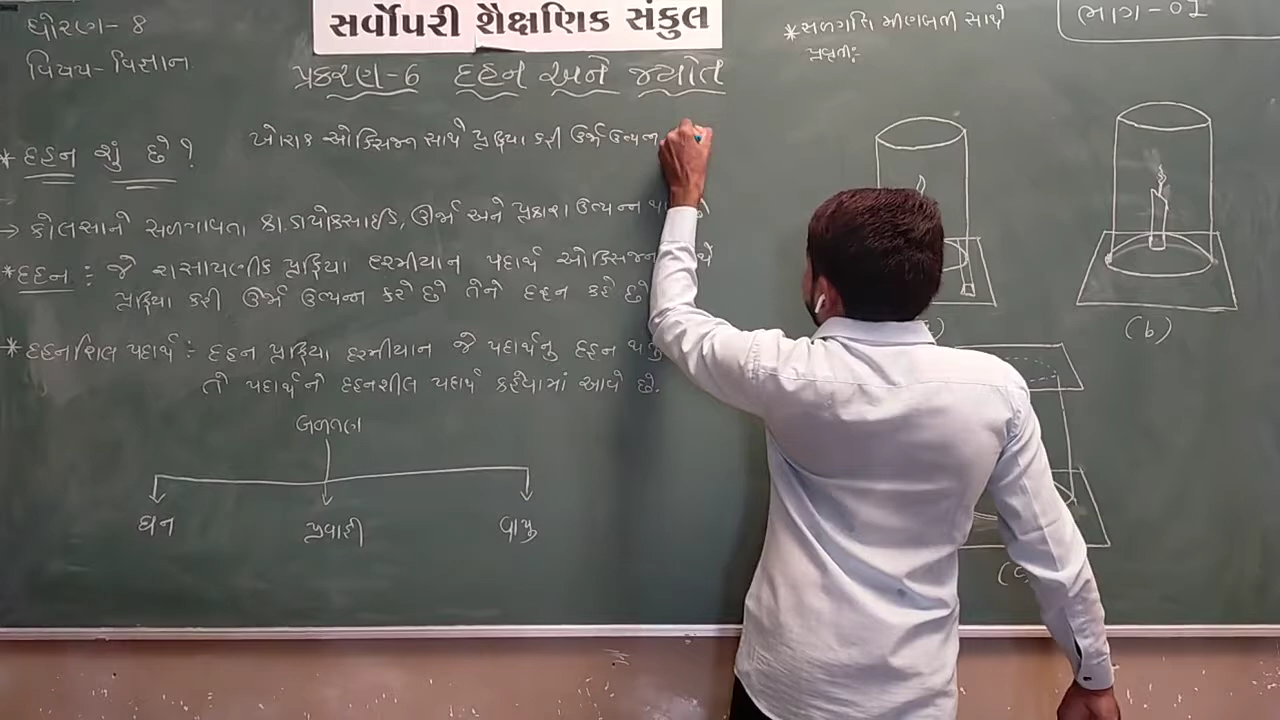 ધોરણ- 8
વિષય- વિજ્ઞાન
સર્વોપરી શૈક્ષણિક સંકુલ
પ્રકરણ-6 દહન અને જ્યોત
* સળગતિ મીણબત્તી સાથે
પ્રવૃતિ:
ભાગ-01
* દહન શું છે?
ખોરાક ઓક્સિજન સાથે પ્રક્રિયા કરી ઉર્જા ઉત્પન્ન
→ કોલસાને સળગાવતા કા.ડાયોક્સાઈડ, ઊર્જા અને પ્રકાશ ઉત્પન્ન
* દહન : જે રાસાયણીક પ્રક્રિયા દરમીયાન પદાર્થ ઓક્સિજન
પ્રક્રિયા કરી ઊર્જા ઉત્પન્ન કરે છે તેને દહન કહે છે
* દહનશિલ પદાર્થ : દહન પ્રક્રિયા દરમીયાન જે પદાર્થનુ દહન
તે પદાર્થને દહનશીલ પદાર્થ કહેવામાં આવે છે.
બળતણ
ઘન પ્રવાહી વાયુ
(b)